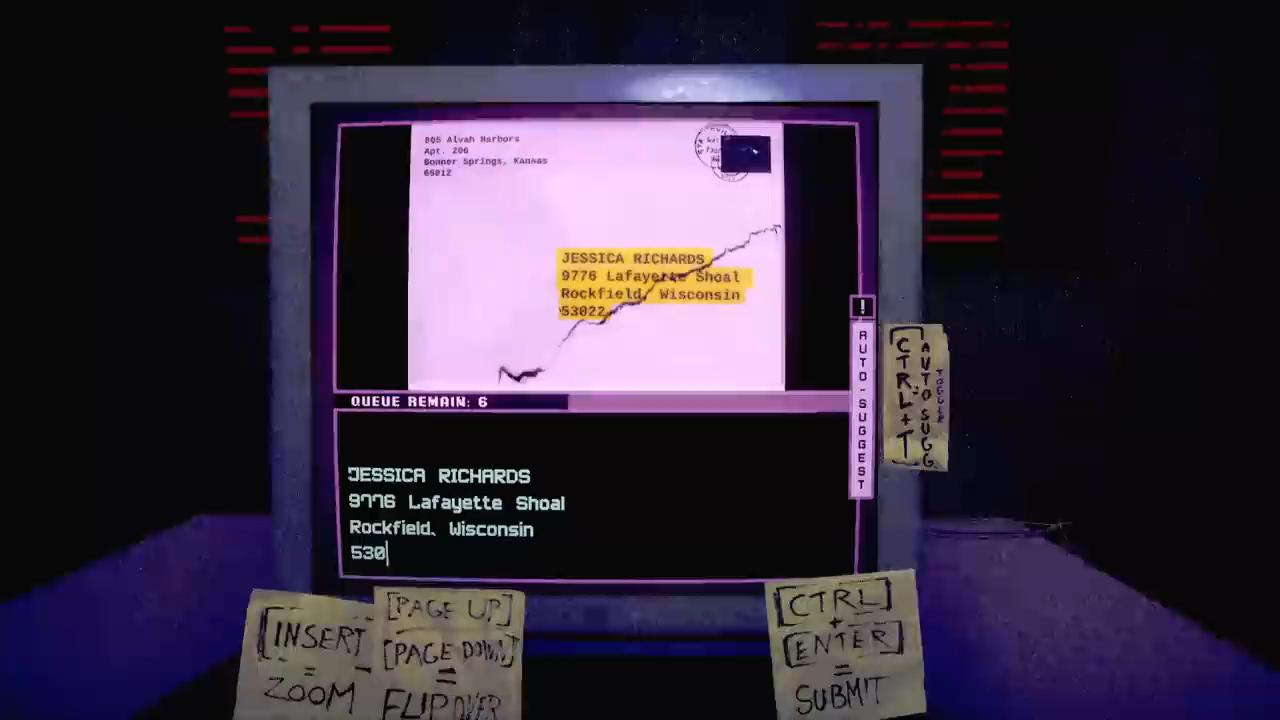 805 Alvah Harbors
Apt. 206
Bonner Springs, Kansas
66012
JESSICA RICHARDS
9776 Lafayette Shoal
Rockfield, Wisconsin
53022
QUEUE REMAIN: 6
!
AUTO-SUGGEST
[CTRL+T]
AUTO SUGG.
TOGGLE
JESSICA RICHARDS
9776 Lafayette Shoal
Rockfield, Wisconsin
530
[INSERT]
=
ZOOM
[PAGE UP]
[PAGE DOWN]
=
FLIP OVER
[CTRL]
+
[ENTER]
=
SUBMIT